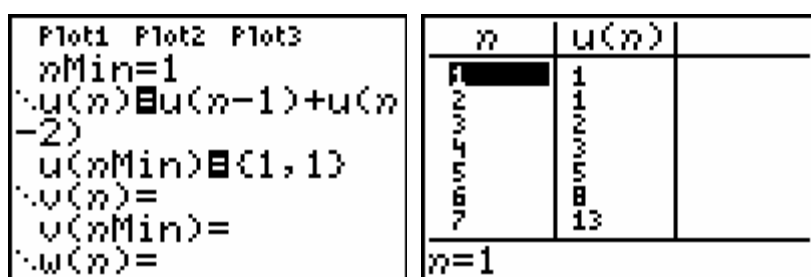 Plot1 Plot2 Plot3
nMin=1
u(n)=u(n-1)+u(n
-2)
u(nMin)={1,1}
v(n)=
v(nMin)=
w(n)=
n u(n)
1 1
2 1
3 2
4 3
5 5
6 8
7 13
n=1